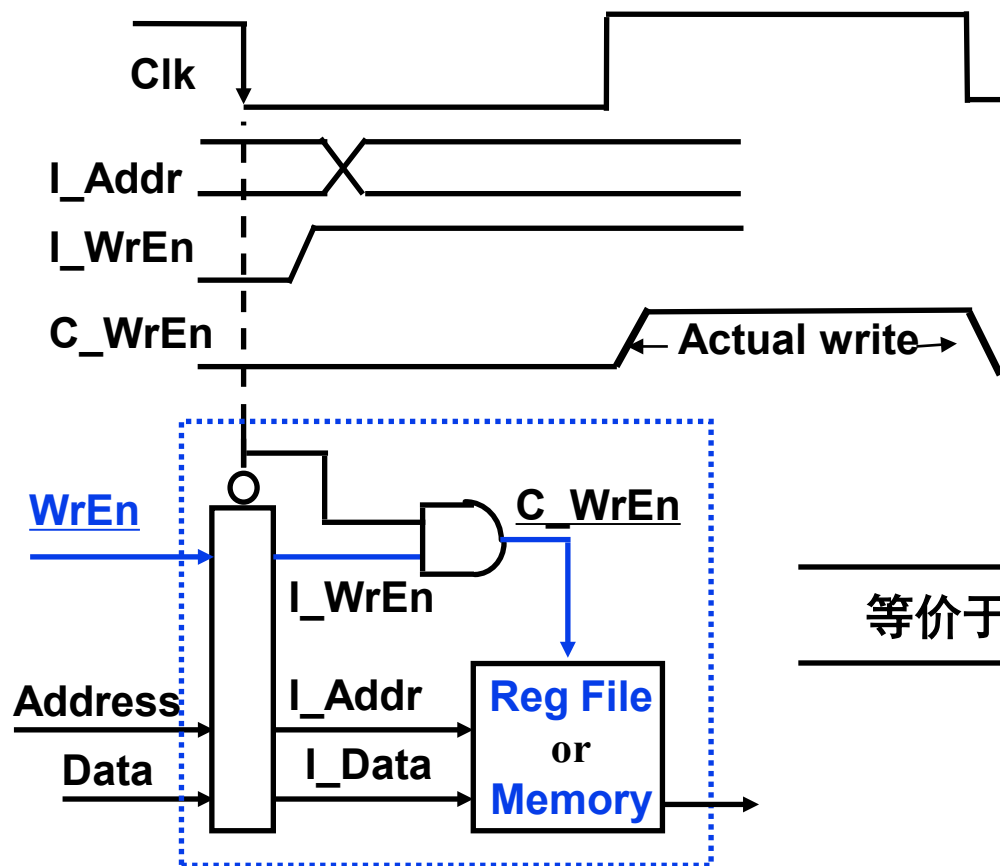 Clk
I_Addr
I_WrEn
C_WrEn
Actual write
WrEn
C_WrEn
I_WrEn
等价于
Address
I_Addr
Data
I_Data
Reg File
or
Memory